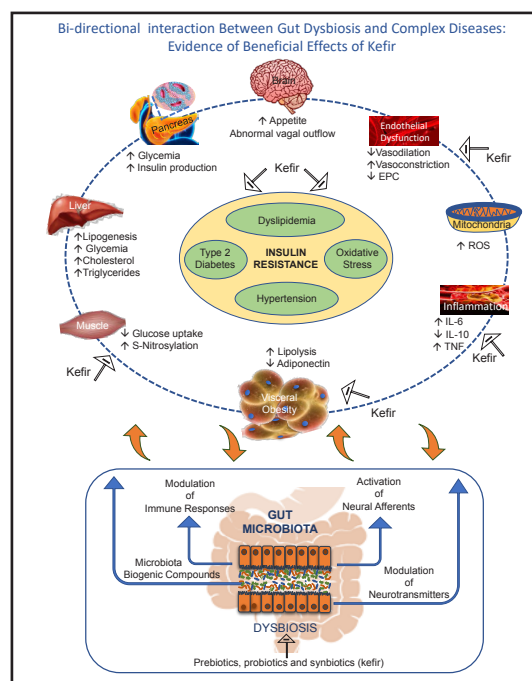 Bi-directional interaction Between Gut Dysbiosis and Complex Diseases:
Evidence of Beneficial Effects of Kefir
Brain
↑ Appetite
Abnormal vagal outflow
Pancreas
↑ Glycemia
↑ Insulin production
Endothelial
Dysfunction
↓Vasodilation
↑Vasoconstriction
↓ EPC
Kefir
Kefir
Liver
↑Lipogenesis
↑ Glycemia
↑Cholesterol
↑Triglycerides
Dyslipidemia
Type 2
Diabetes
INSULIN
RESISTANCE
Oxidative
Stress
Hypertension
Mitochondria
↑ ROS
Muscle
↓ Glucose uptake
↑ S-Nitrosylation
Kefir
Inflammation
↑ IL-6
↓ IL-10
↑ TNF
Kefir
↑ Lipolysis
↓ Adiponectin
Visceral
Obesity
Kefir
Modulation
of
Immune Responses
Activation
of
Neural Afferents
GUT
MICROBIOTA
Microbiota
Biogenic Compounds
Modulation
of
Neurotransmitters
DYSBIOSIS
Prebiotics, probiotics and synbiotics (kefir)